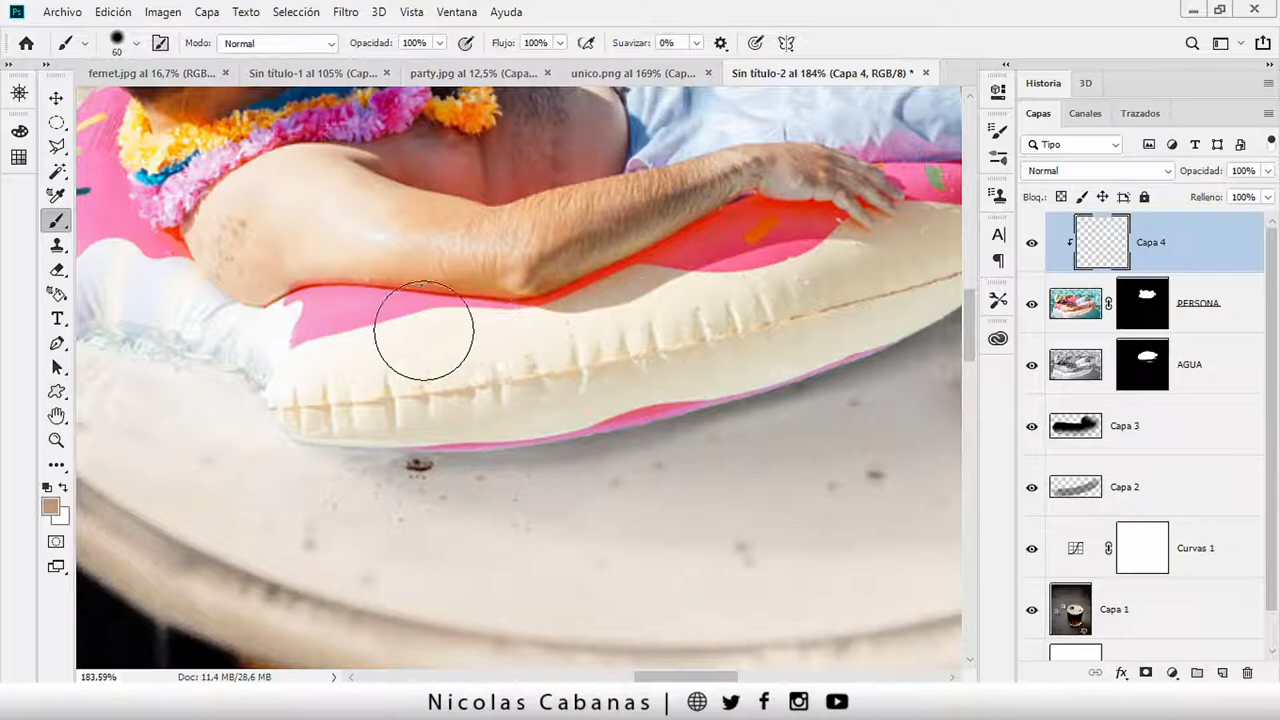 Ps Archivo Edición Imagen Capa Texto Selección Filtro 3D Vista Ventana Ayuda
60 Modo: Normal Opacidad: 100% Flujo: 100% Suavizar: 0%
fernet.jpg al 16,7% (RGB... × Sin título-1 al 105% (Cap... × party.jpg al 12,5% (Capa... × unico.png al 169% (Cap... × Sin título-2 al 184% (Capa 4, RGB/8) * ×
Historia 3D
Capas Canales Trazados
Tipo
Normal Opacidad: 100%
Bloq.: Relleno: 100%
Capa 4
PERSONA
AGUA
Capa 3
Capa 2
Curvas 1
Capa 1
183,59% Doc: 11,4 MB/28,6 MB
Nicolas Cabanas |